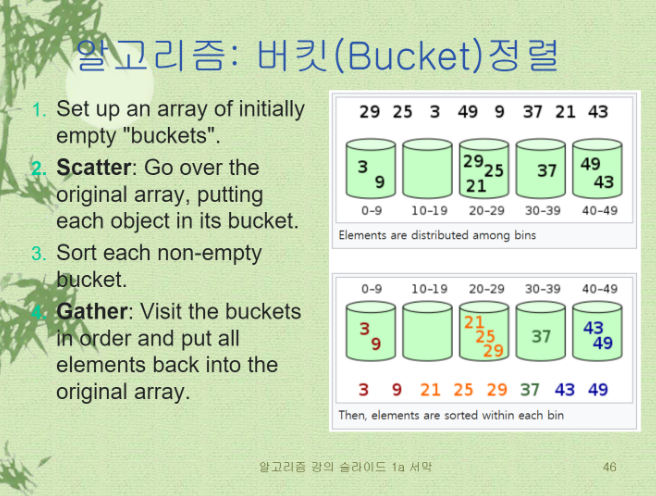 알고리즘: 버킷(Bucket)정렬
1. Set up an array of initially
empty "buckets".
2. Scatter: Go over the
original array, putting
each object in its bucket.
3. Sort each non-empty
bucket.
4. Gather: Visit the buckets
in order and put all
elements back into the
original array.
29 25 3 49 9 37 21 43
3 9
29 25 21
37
49 43
0-9 10-19 20-29 30-39 40-49
Elements are distributed among bins
0-9 10-19 20-29 30-39 40-49
3 9
21 25 29
37
43 49
3 9 21 25 29 37 43 49
Then, elements are sorted within each bin
알고리즘 강의 슬라이드 1a 서막
46